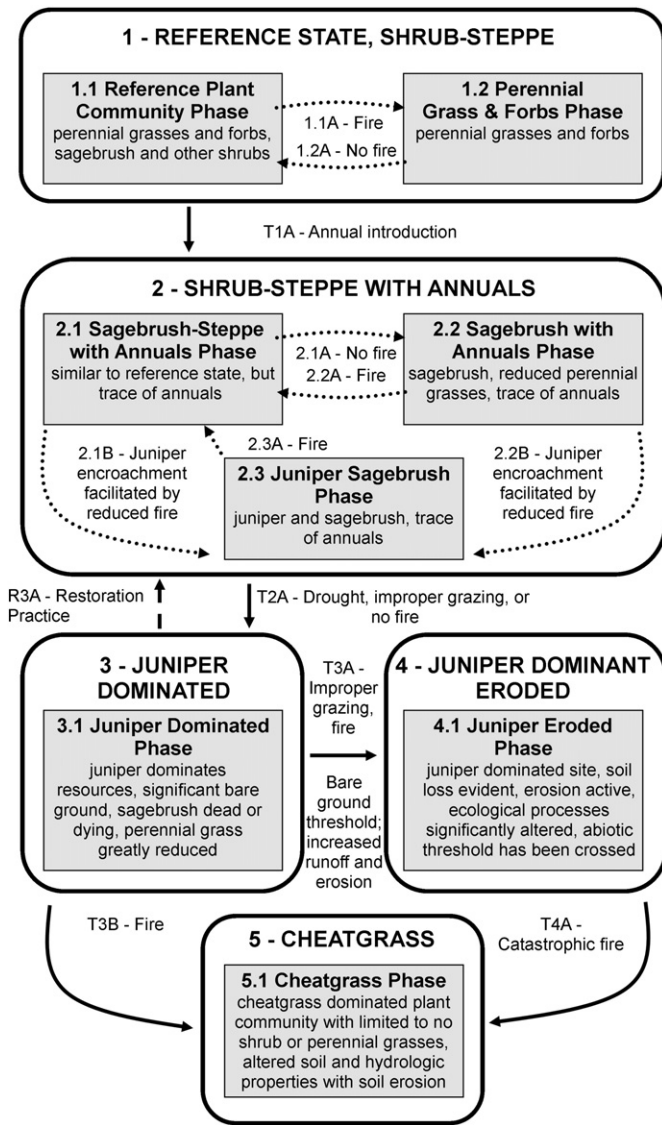 1 - REFERENCE STATE, SHRUB-STEPPE
1.1 Reference Plant
Community Phase
perennial grasses and forbs,
sagebrush and other shrubs
1.1A - Fire
1.2A - No fire
1.2 Perennial
Grass & Forbs Phase
perennial grasses and forbs
T1A - Annual introduction
2 - SHRUB-STEPPE WITH ANNUALS
2.1 Sagebrush-Steppe
with Annuals Phase
similar to reference state, but
trace of annuals
2.1A - No fire
2.2A - Fire
2.2 Sagebrush with
Annuals Phase
sagebrush, reduced perennial
grasses, trace of annuals
2.1B - Juniper
encroachment
facilitated by
reduced fire
2.3A - Fire
2.3 Juniper Sagebrush
Phase
juniper and sagebrush, trace
of annuals
2.2B - Juniper
encroachment
facilitated by
reduced fire
R3A - Restoration
Practice
T2A - Drought, improper grazing, or
no fire
3 - JUNIPER
DOMINATED
3.1 Juniper Dominated
Phase
juniper dominates
resources, significant bare
ground, sagebrush dead or
dying, perennial grass
greatly reduced
T3A -
Improper
grazing,
fire
Bare
ground
threshold;
increased
runoff and
erosion
4 - JUNIPER DOMINANT
ERODED
4.1 Juniper Eroded
Phase
juniper dominated site, soil
loss evident, erosion active,
ecological processes
significantly altered, abiotic
threshold has been crossed
T3B - Fire
T4A -
Catastrophic fire
5 - CHEATGRASS
5.1 Cheatgrass Phase
cheatgrass dominated plant
community with limited to no
shrub or perennial grasses,
altered soil and hydrologic
properties with soil erosion